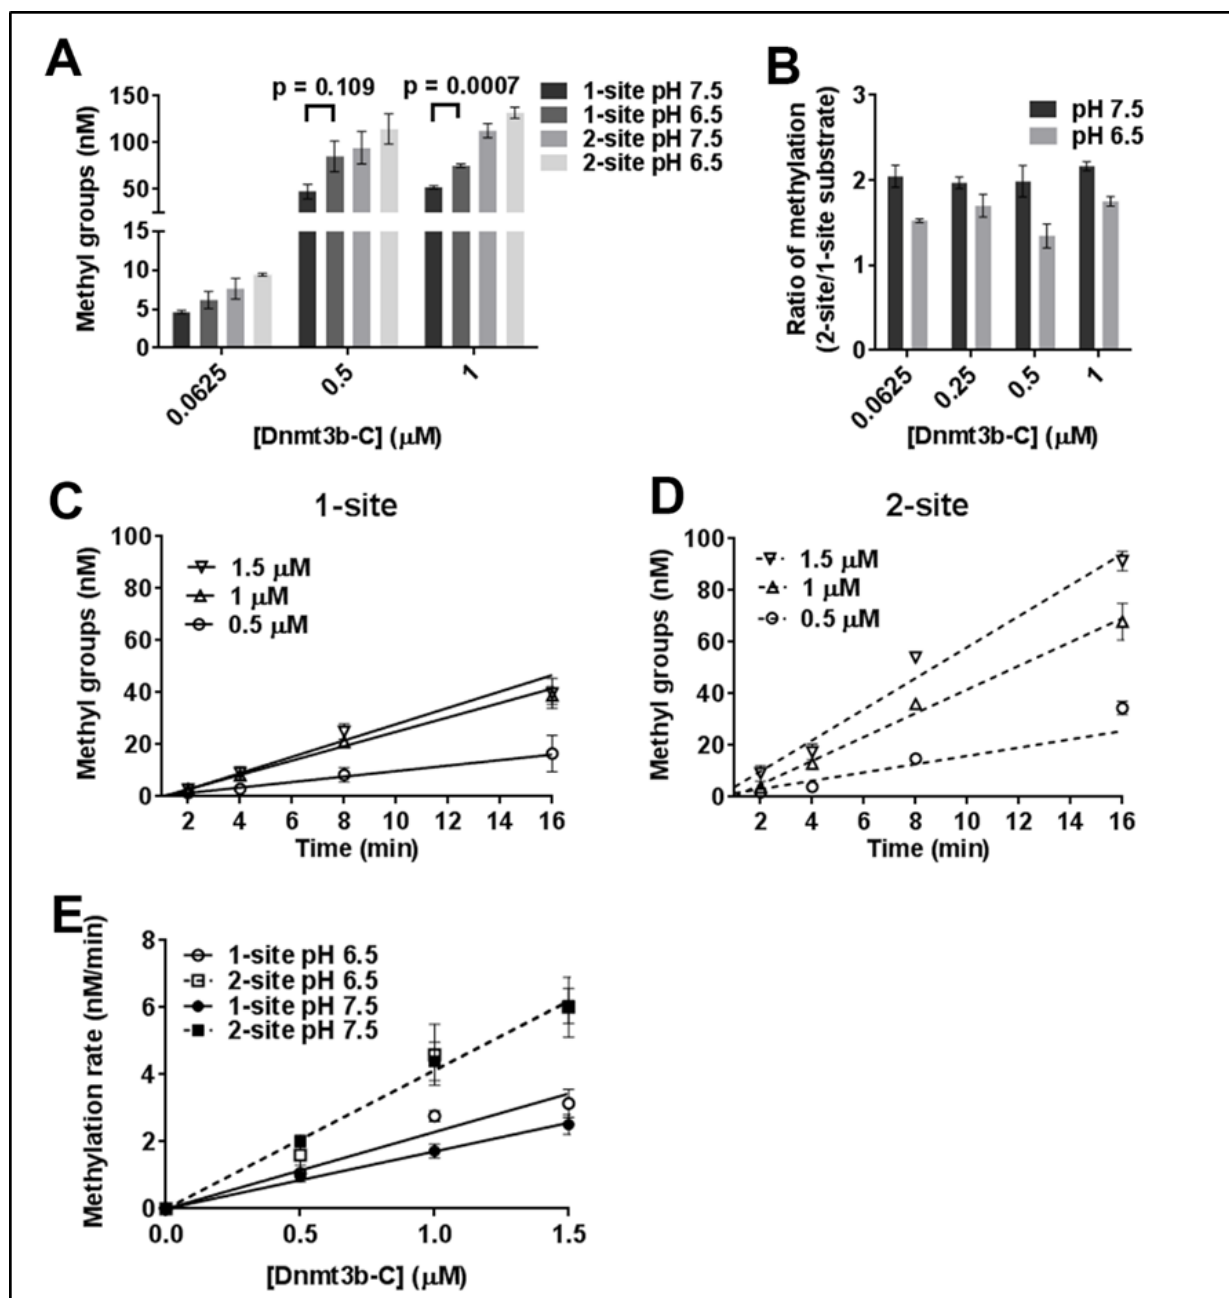 A
p = 0.109 p = 0.0007
1-site pH 7.5
1-site pH 6.5
2-site pH 7.5
2-site pH 6.5
Methyl groups (nM)
150
100
50
15
10
5
0
0.0625 0.5 1
[Dnmt3b-C] (μM)
B
pH 7.5
pH 6.5
Ratio of methylation
(2-site/1-site substrate)
3
2
1
0
0.0625 0.25 0.5 1
[Dnmt3b-C] (μM)
C
1-site
1.5 μM
1 μM
0.5 μM
Methyl groups (nM)
100
80
60
40
20
0
2 4 6 8 10 12 14 16
Time (min)
D
2-site
1.5 μM
1 μM
0.5 μM
Methyl groups (nM)
100
80
60
40
20
0
2 4 6 8 10 12 14 16
Time (min)
E
1-site pH 6.5
2-site pH 6.5
1-site pH 7.5
2-site pH 7.5
Methylation rate (nM/min)
8
6
4
2
0
0.0 0.5 1.0 1.5
[Dnmt3b-C] (μM)